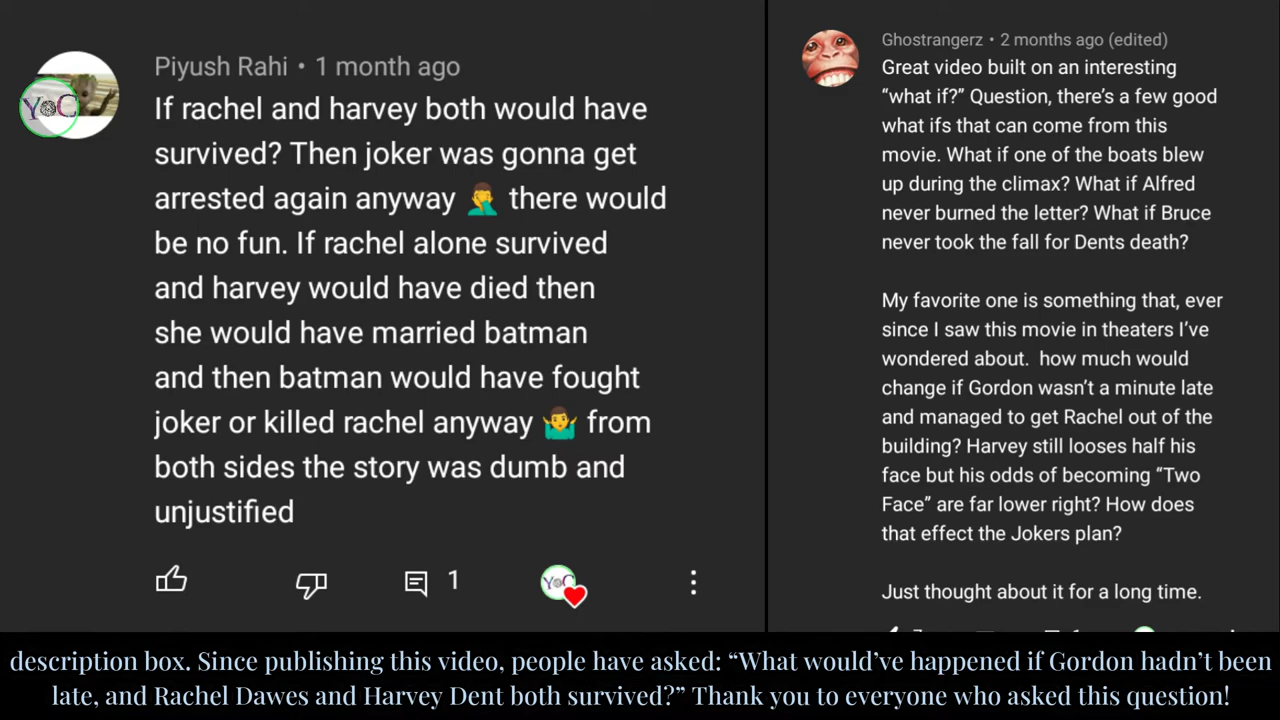 Piyush Rahi • 1 month ago
If rachel and harvey both would have
survived? Then joker was gonna get
arrested again anyway 🤦‍♂️ there would
be no fun. If rachel alone survived
and harvey would have died then
she would have married batman
and then batman would have fought
joker or killed rachel anyway 🤷‍♂️ from
both sides the story was dumb and
unjustified
1
YoC
YoC
Ghostrangerz • 2 months ago (edited)
Great video built on an interesting
“what if?” Question, there’s a few good
what ifs that can come from this
movie. What if one of the boats blew
up during the climax? What if Alfred
never burned the letter? What if Bruce
never took the fall for Dents death?
My favorite one is something that, ever
since I saw this movie in theaters I’ve
wondered about.  how much would
change if Gordon wasn’t a minute late
and managed to get Rachel out of the
building? Harvey still looses half his
face but his odds of becoming “Two
Face” are far lower right? How does
that effect the Jokers plan?
Just thought about it for a long time.
description box. Since publishing this video, people have asked: “What would’ve happened if Gordon hadn’t been
late, and Rachel Dawes and Harvey Dent both survived?” Thank you to everyone who asked this question!